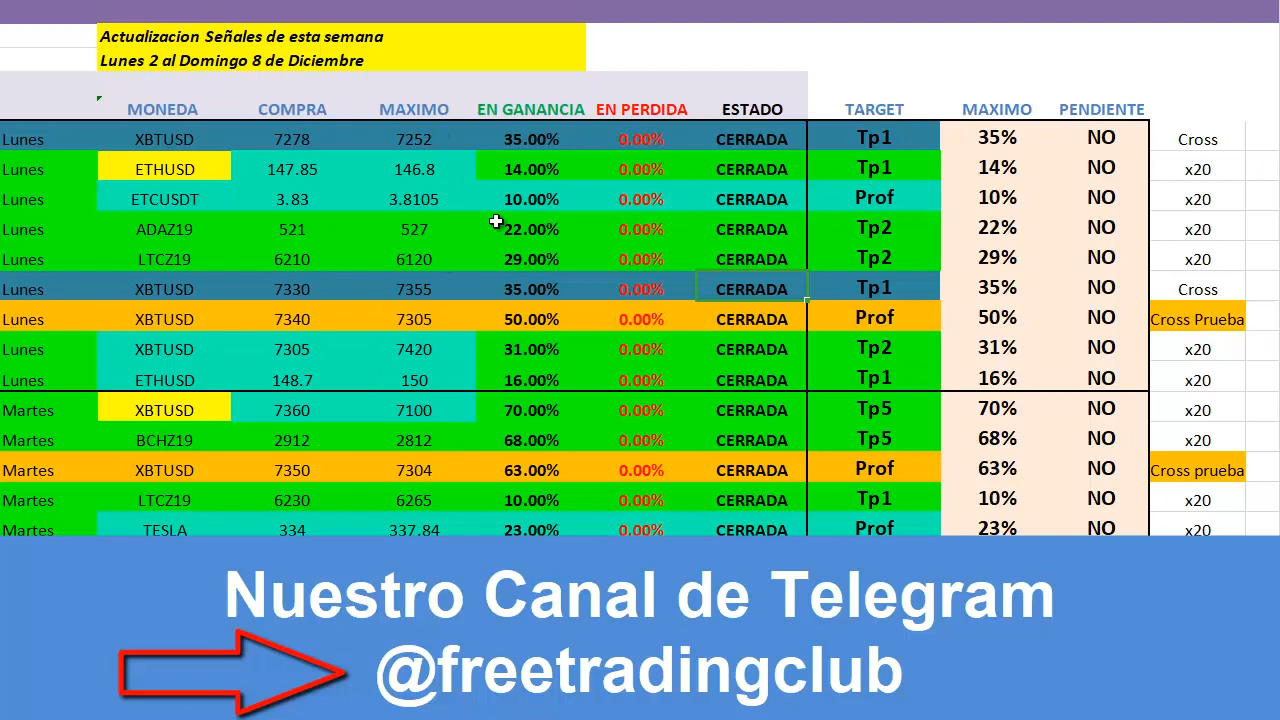 Actualizacion Señales de esta semana
Lunes 2 al Domingo 8 de Diciembre
MONEDA COMPRA MAXIMO EN GANANCIA EN PERDIDA ESTADO TARGET MAXIMO PENDIENTE
Lunes XBTUSD 7278 7252 35.00% 0.00% CERRADA Tp1 35% NO Cross
Lunes ETHUSD 147.85 146.8 14.00% 0.00% CERRADA Tp1 14% NO x20
Lunes ETCUSDT 3.83 3.8105 10.00% 0.00% CERRADA Prof 10% NO x20
Lunes ADAZ19 521 527 22.00% 0.00% CERRADA Tp2 22% NO x20
Lunes LTCZ19 6210 6120 29.00% 0.00% CERRADA Tp2 29% NO x20
Lunes XBTUSD 7330 7355 35.00% 0.00% CERRADA Tp1 35% NO Cross
Lunes XBTUSD 7340 7305 50.00% 0.00% CERRADA Prof 50% NO Cross Prueba
Lunes XBTUSD 7305 7420 31.00% 0.00% CERRADA Tp2 31% NO x20
Lunes ETHUSD 148.7 150 16.00% 0.00% CERRADA Tp1 16% NO x20
Martes XBTUSD 7360 7100 70.00% 0.00% CERRADA Tp5 70% NO x20
Martes BCHZ19 2912 2812 68.00% 0.00% CERRADA Tp5 68% NO x20
Martes XBTUSD 7350 7304 63.00% 0.00% CERRADA Prof 63% NO Cross prueba
Martes LTCZ19 6230 6265 10.00% 0.00% CERRADA Tp1 10% NO x20
Martes TESLA 334 337.84 23.00% 0.00% CERRADA Prof 23% NO x20
Nuestro Canal de Telegram
@freetradingclub